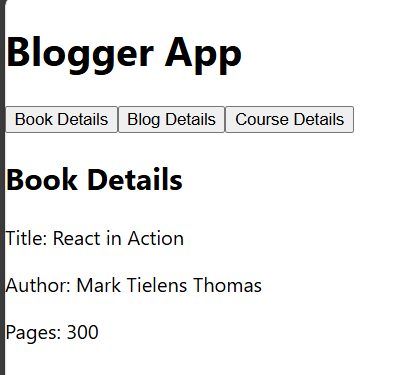 Blogger App
Book Details Blog Details Course Details
Book Details
Title: React in Action
Author: Mark Tielens Thomas
Pages: 300